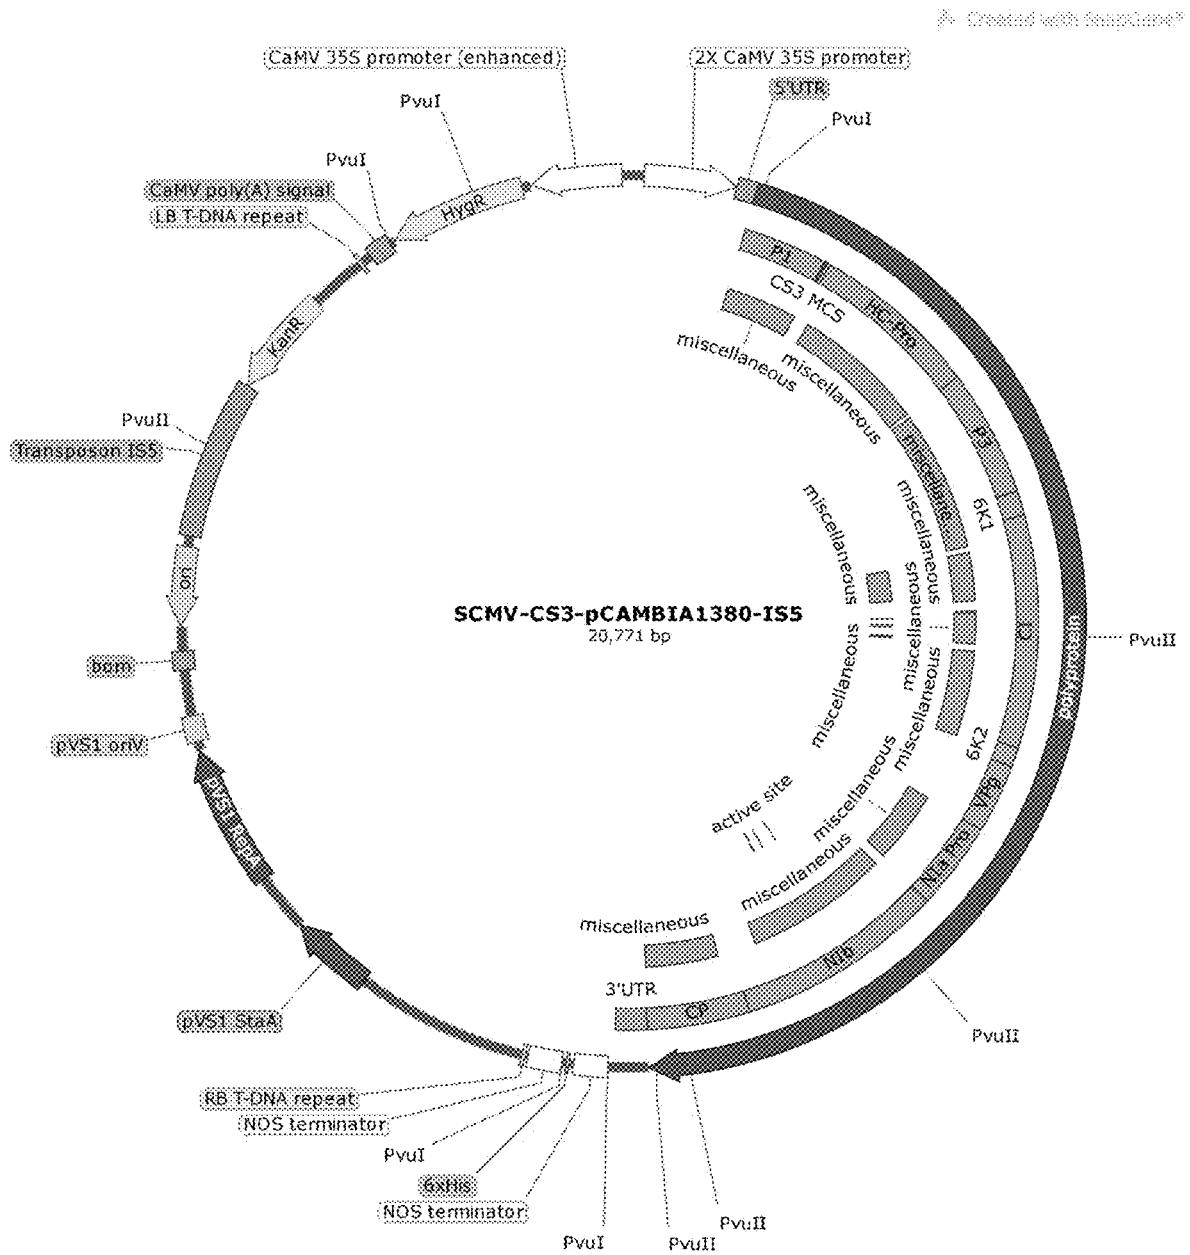 Created with SnapGene®
CaMV 35S promoter (enhanced)
2X CaMV 35S promoter
5'UTR
PvuI
PvuI
PvuI
CaMV poly(A) signal
LB T-DNA repeat
HygR
KanR
PvuII
Transposon IS5
ori
bom
pVS1 oriV
pVS1 RepA
pVS1 StaA
RB T-DNA repeat
NOS terminator
PvuI
6xHis
NOS terminator
PvuI
PvuII
PvuII
PvuII
PvuII
polyprotein
P1
CS3 MCS
HC-Pro
P3
6K1
CI
6K2
VPg
NIa Pro
NIb
CP
3'UTR
miscellaneous
miscellaneous
miscellane
miscellaneous
miscellaneous
miscellaneous
miscellaneous
miscellaneous
miscellaneous
miscellaneous
miscellaneous
active site
SCMV-CS3-pCAMBIA1380-IS5
20,771 bp